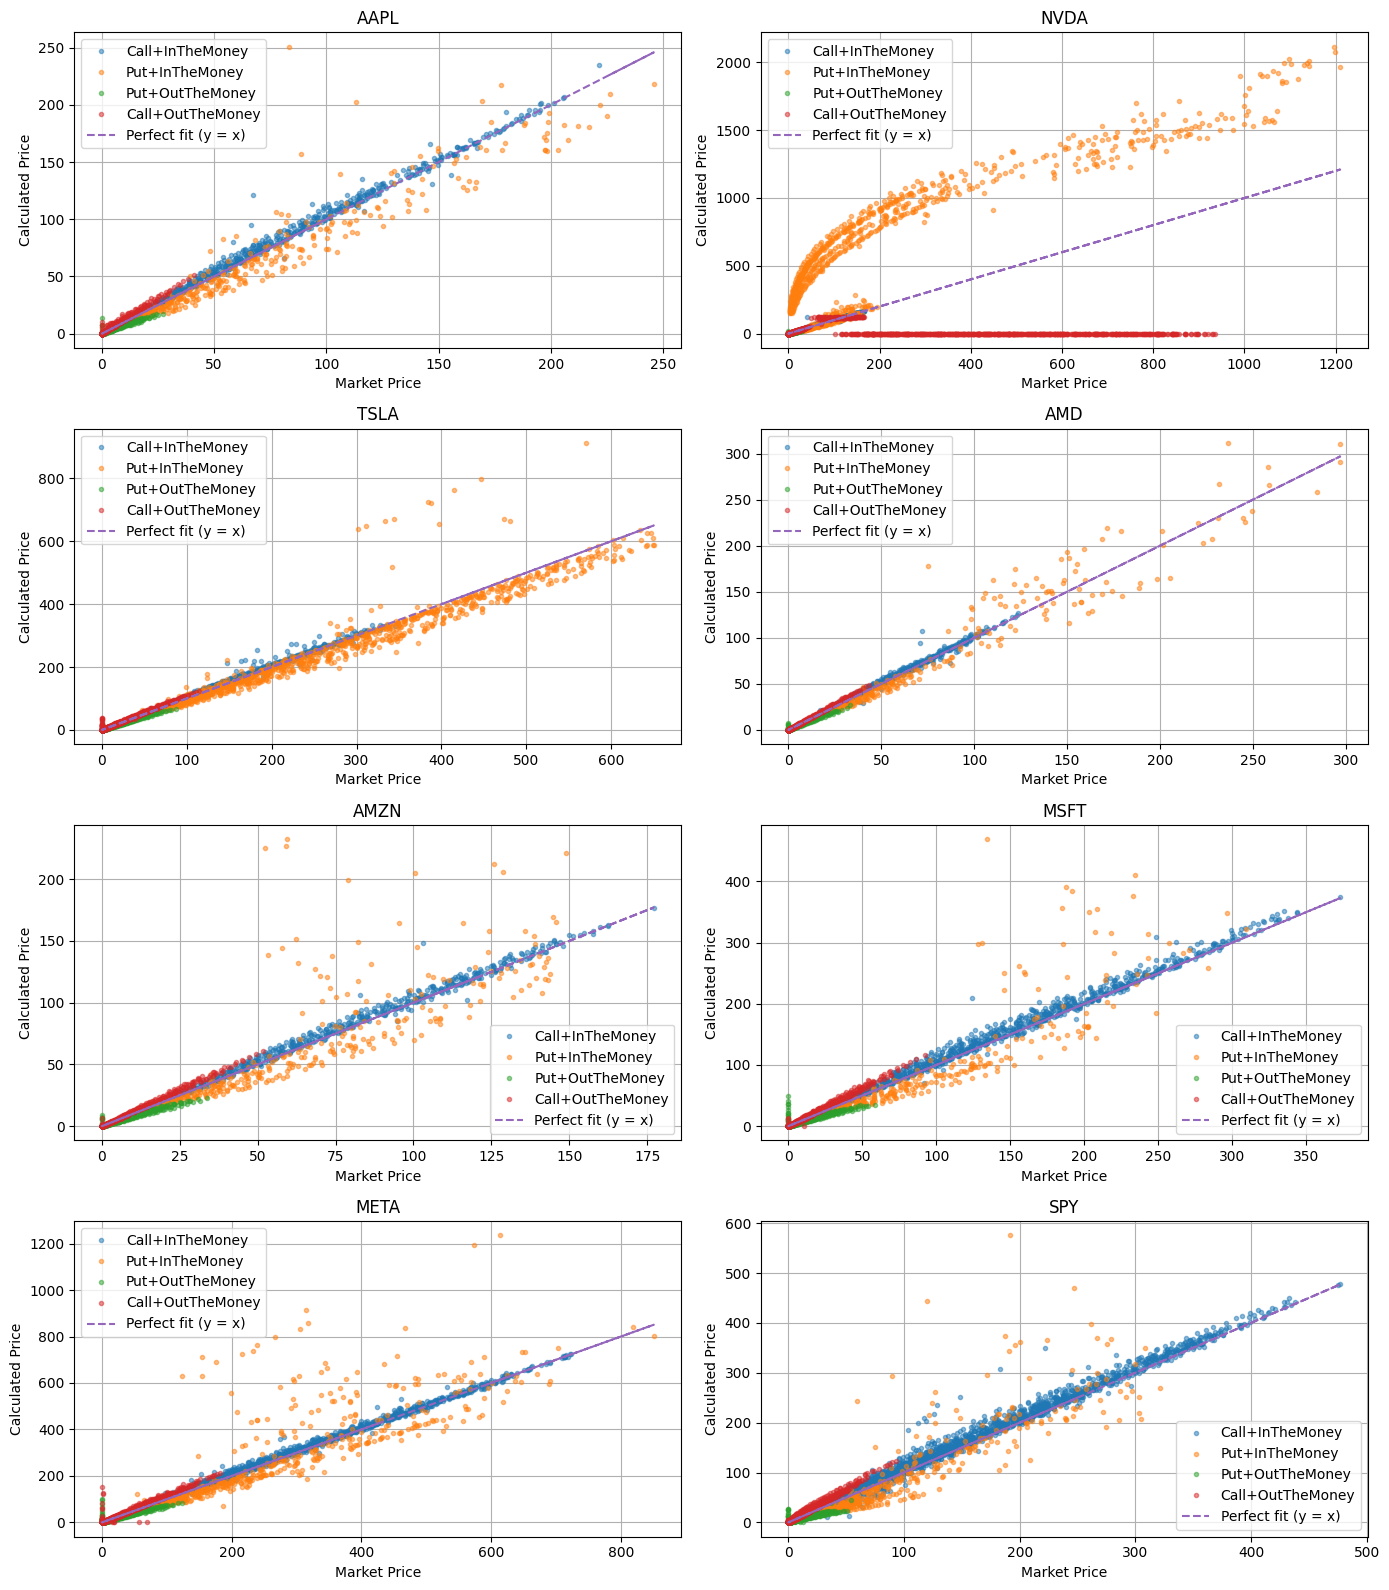 AAPL
250
200
150
100
50
0
Calculated Price
Call+InTheMoney
Put+InTheMoney
Put+OutTheMoney
Call+OutTheMoney
Perfect fit (y = x)
0 50 100 150 200 250
Market Price
NVDA
2000
1500
1000
500
0
Calculated Price
Call+InTheMoney
Put+InTheMoney
Put+OutTheMoney
Call+OutTheMoney
Perfect fit (y = x)
0 200 400 600 800 1000 1200
Market Price
TSLA
800
600
400
200
0
Calculated Price
Call+InTheMoney
Put+InTheMoney
Put+OutTheMoney
Call+OutTheMoney
Perfect fit (y = x)
0 100 200 300 400 500 600
Market Price
AMD
300
250
200
150
100
50
0
Calculated Price
Call+InTheMoney
Put+InTheMoney
Put+OutTheMoney
Call+OutTheMoney
Perfect fit (y = x)
0 50 100 150 200 250 300
Market Price
AMZN
200
150
100
50
0
Calculated Price
Call+InTheMoney
Put+InTheMoney
Put+OutTheMoney
Call+OutTheMoney
Perfect fit (y = x)
0 25 50 75 100 125 150 175
Market Price
MSFT
400
300
200
100
0
Calculated Price
Call+InTheMoney
Put+InTheMoney
Put+OutTheMoney
Call+OutTheMoney
Perfect fit (y = x)
0 50 100 150 200 250 300 350
Market Price
META
1200
1000
800
600
400
200
0
Calculated Price
Call+InTheMoney
Put+InTheMoney
Put+OutTheMoney
Call+OutTheMoney
Perfect fit (y = x)
0 200 400 600 800
Market Price
SPY
600
500
400
300
200
100
0
Calculated Price
Call+InTheMoney
Put+InTheMoney
Put+OutTheMoney
Call+OutTheMoney
Perfect fit (y = x)
0 100 200 300 400 500
Market Price